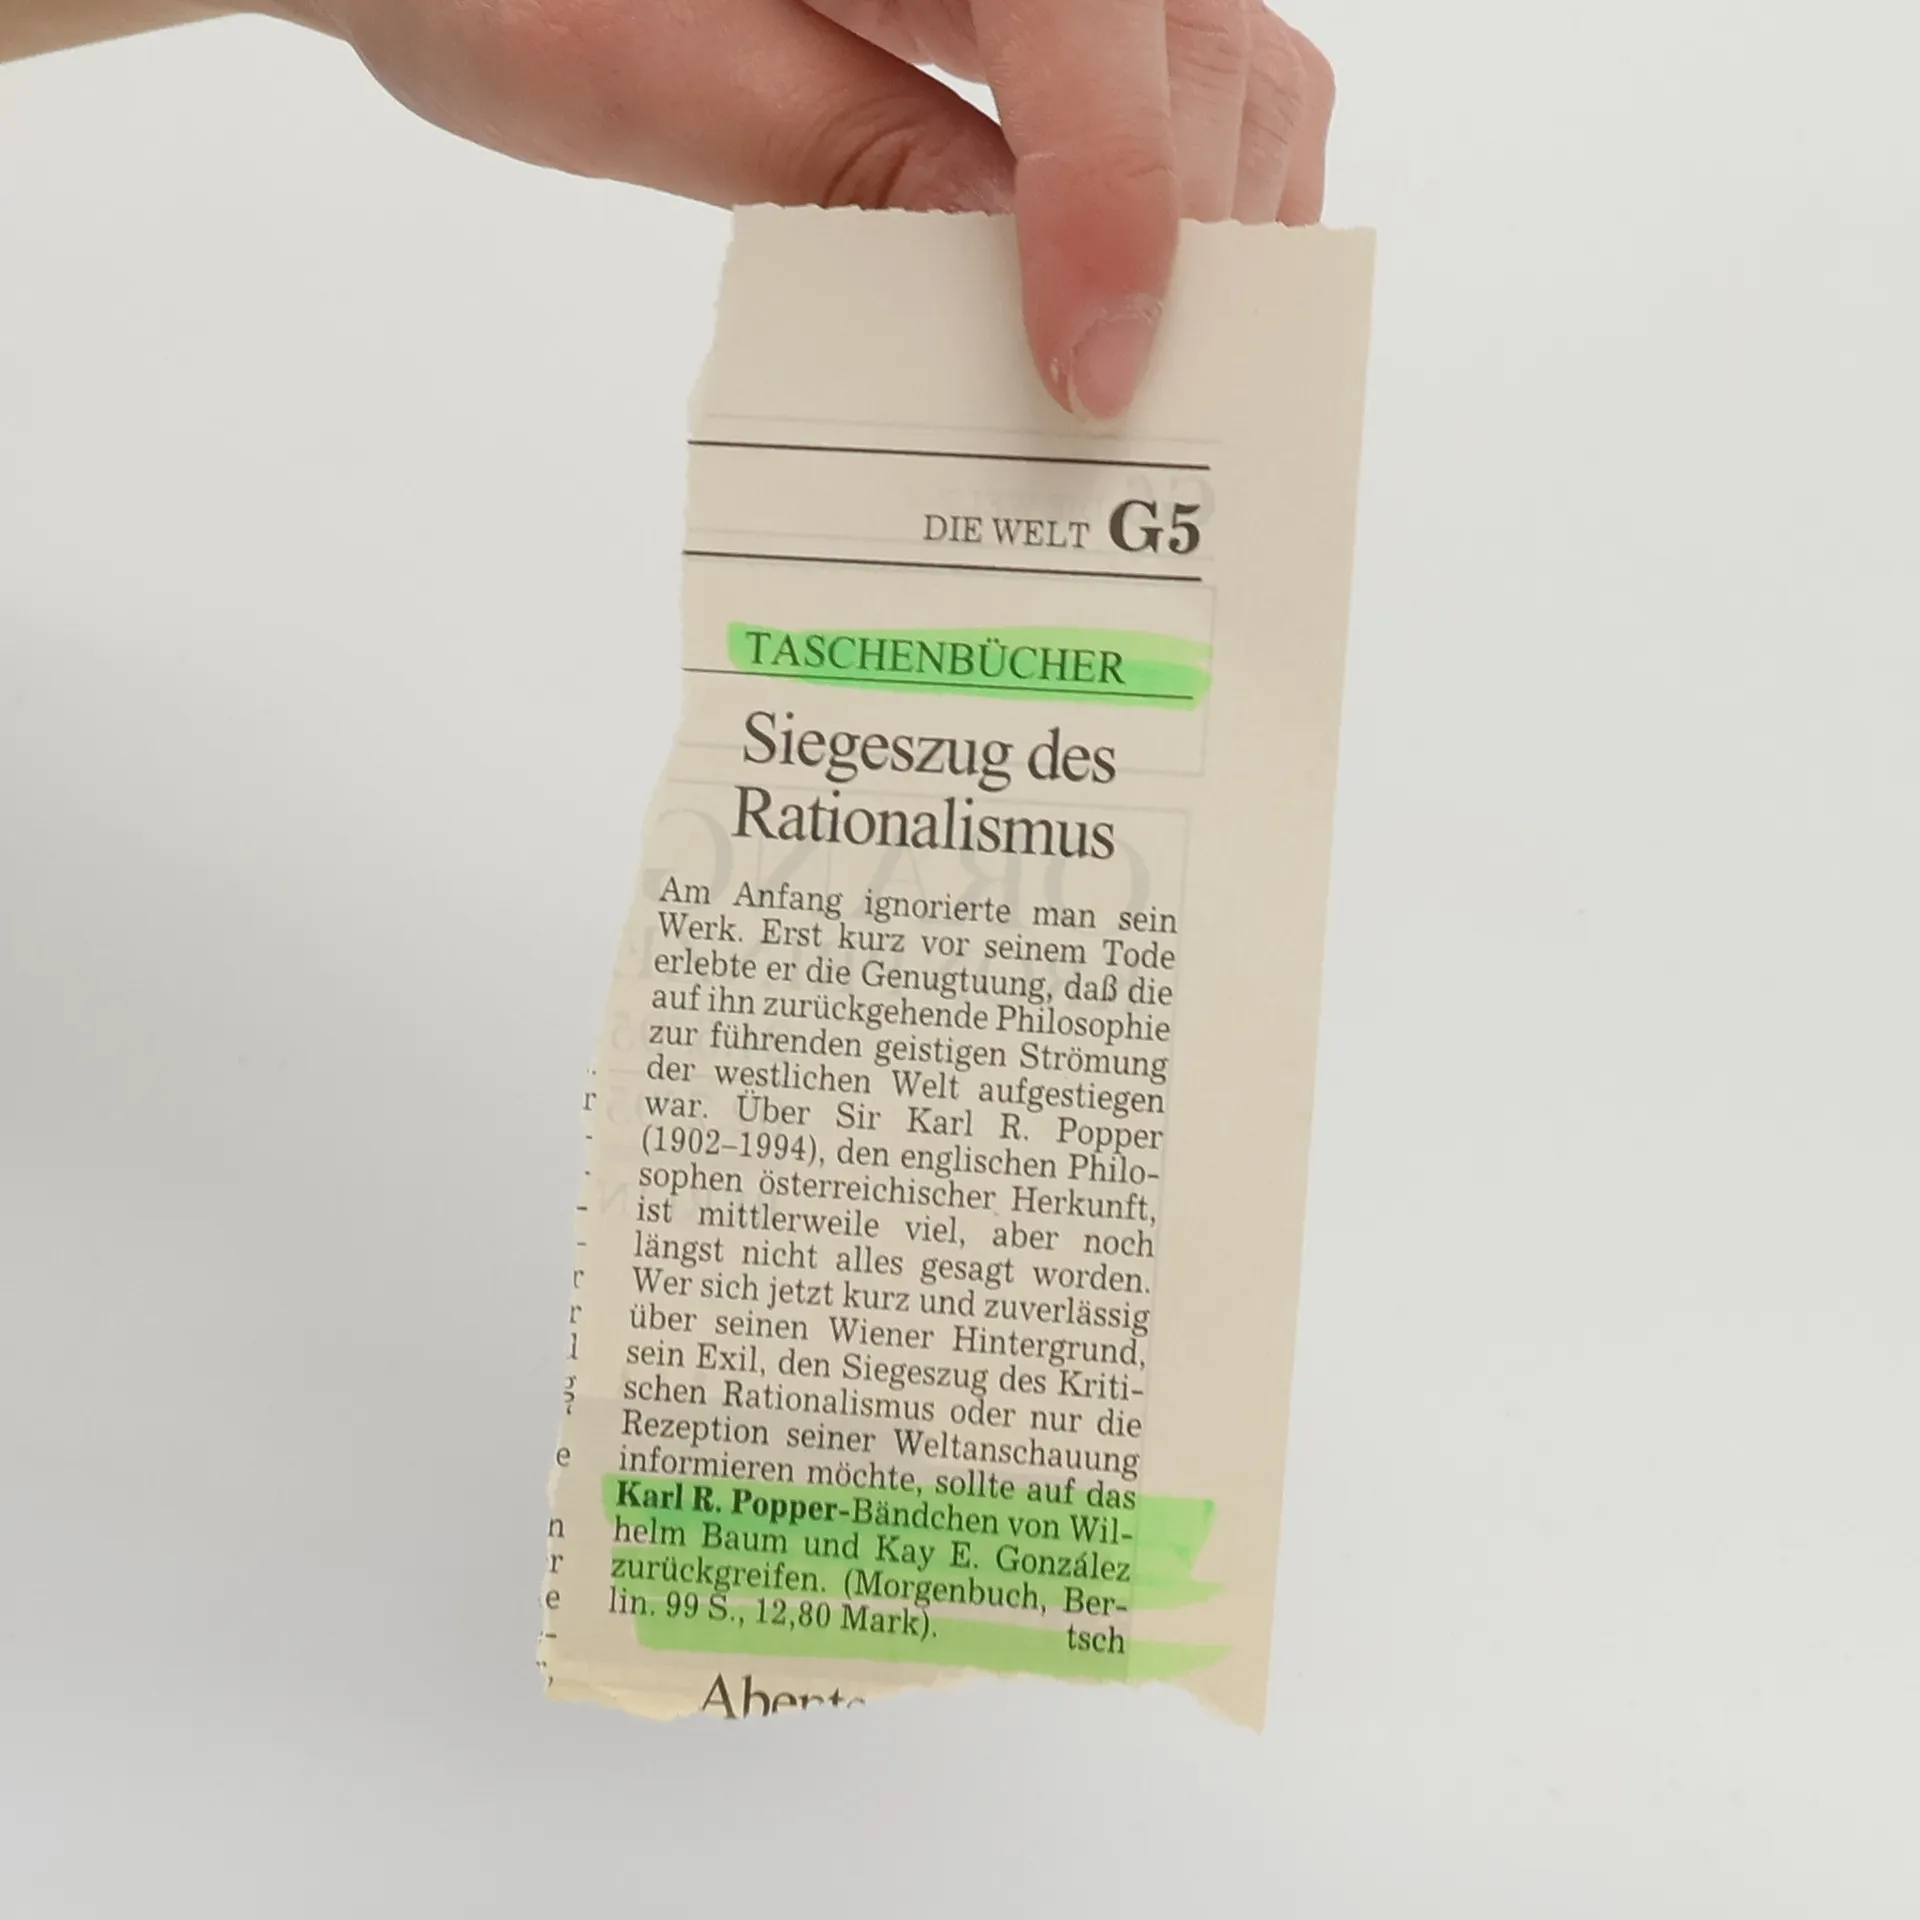 DIE WELT G5
TASCHENBÜCHER
Siegeszug des
Rationalismus
Am Anfang ignorierte man sein
Werk. Erst kurz vor seinem Tode
erlebte er die Genugtuung, daß die
auf ihn zurückgehende Philosophie
zur führenden geistigen Strömung
der westlichen Welt aufgestiegen
war. Über Sir Karl R. Popper
(1902–1994), den englischen Philo-
sophen österreichischer Herkunft,
ist mittlerweile viel, aber noch
längst nicht alles gesagt worden.
Wer sich jetzt kurz und zuverlässig
über seinen Wiener Hintergrund,
sein Exil, den Siegeszug des Kriti-
schen Rationalismus oder nur die
Rezeption seiner Weltanschauung
informieren möchte, sollte auf das
Karl R. Popper-Bändchen von Wil-
helm Baum und Kay E. González
zurückgreifen. (Morgenbuch, Ber-
lin. 99 S., 12,80 Mark). tsch